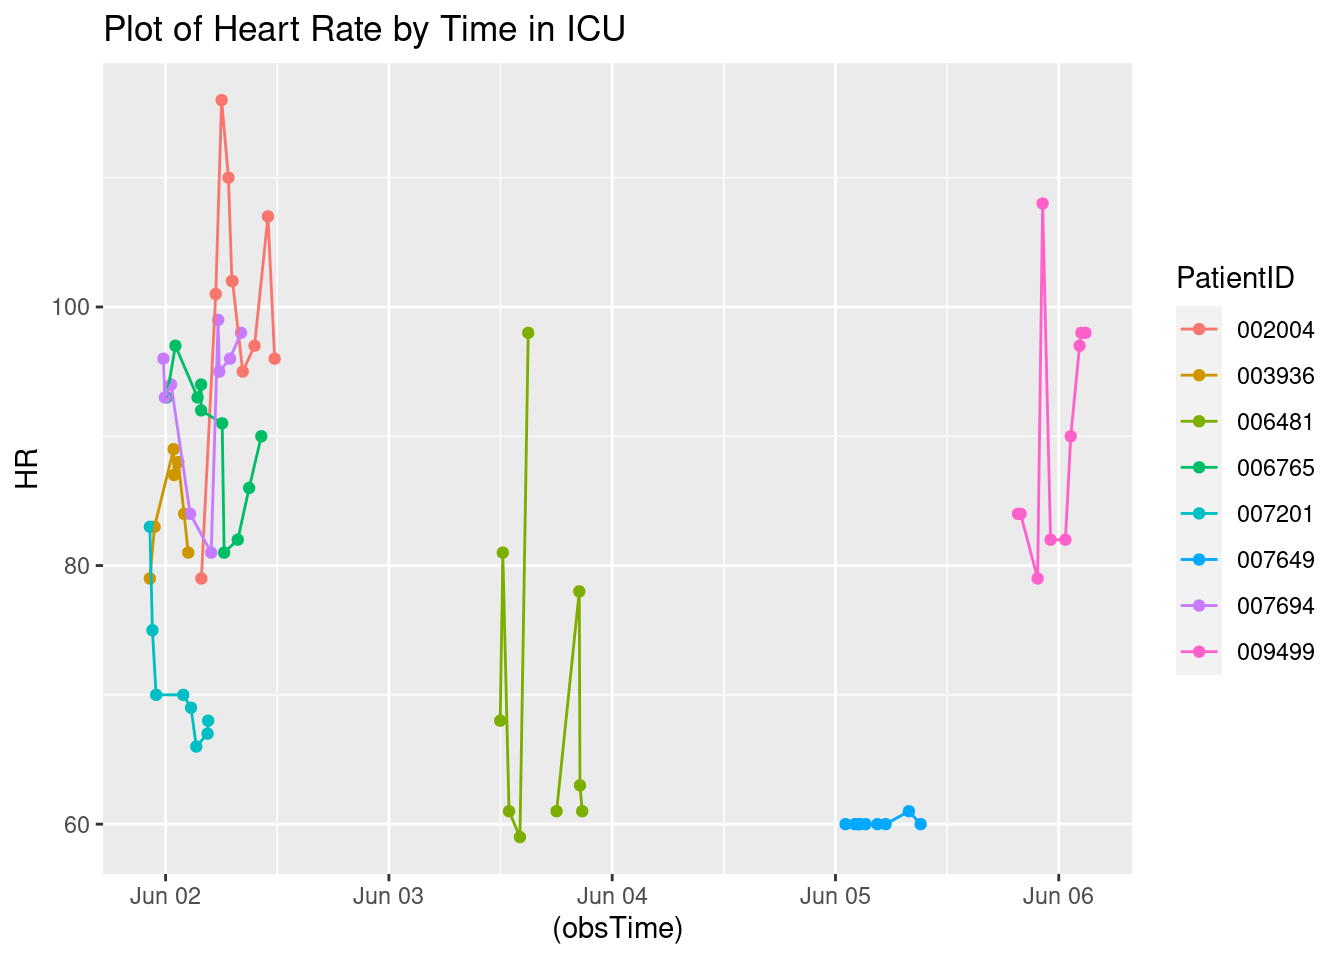 Plot of Heart Rate by Time in ICU
HR
100
80
60
Jun 02
Jun 03
Jun 04
Jun 05
Jun 06
(obsTime)
PatientID
002004
003936
006481
006765
007201
007649
007694
009499